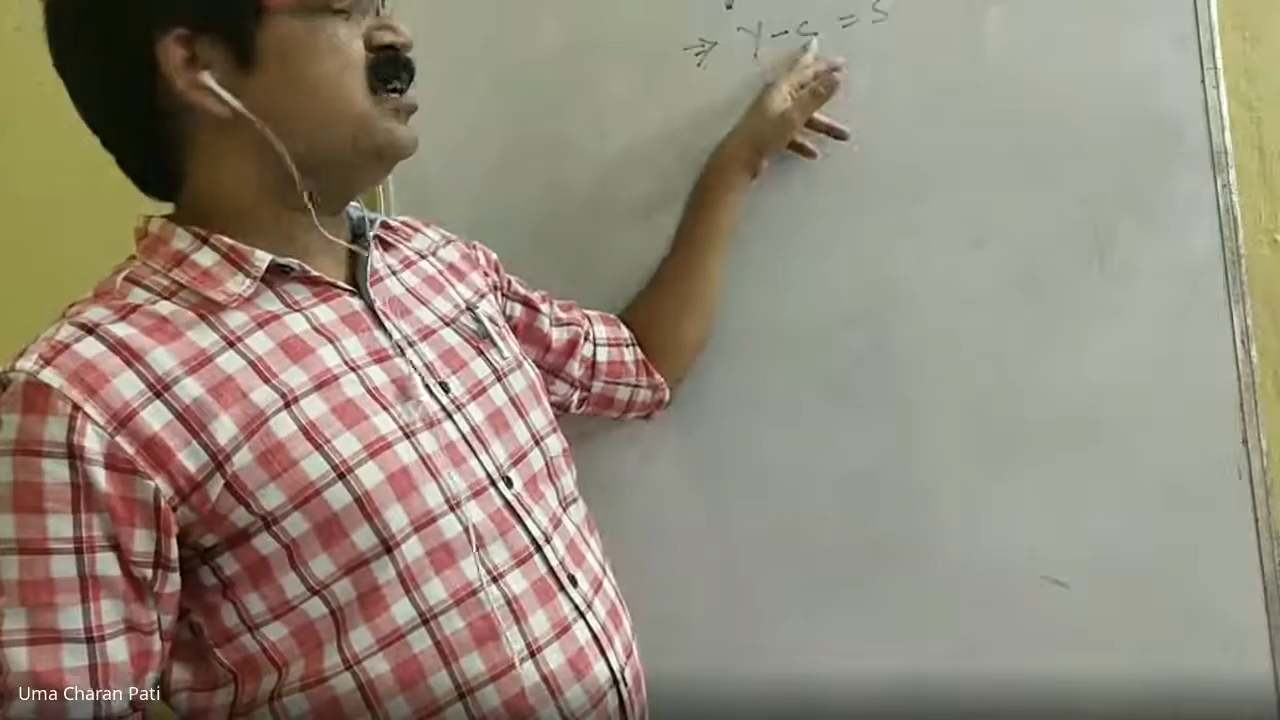 ⇒ Y - C = S
Uma Charan Pati